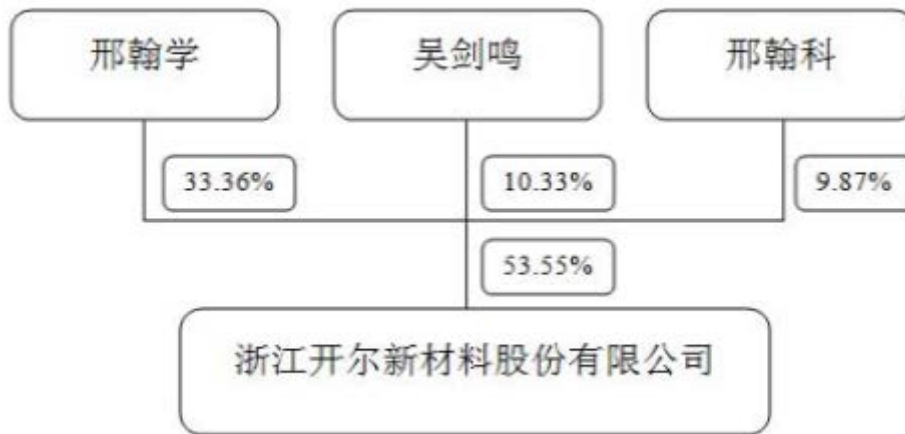 邢翰学
吴剑鸣
邢翰科
33.36%
10.33%
9.87%
53.55%
浙江开尔新材料股份有限公司